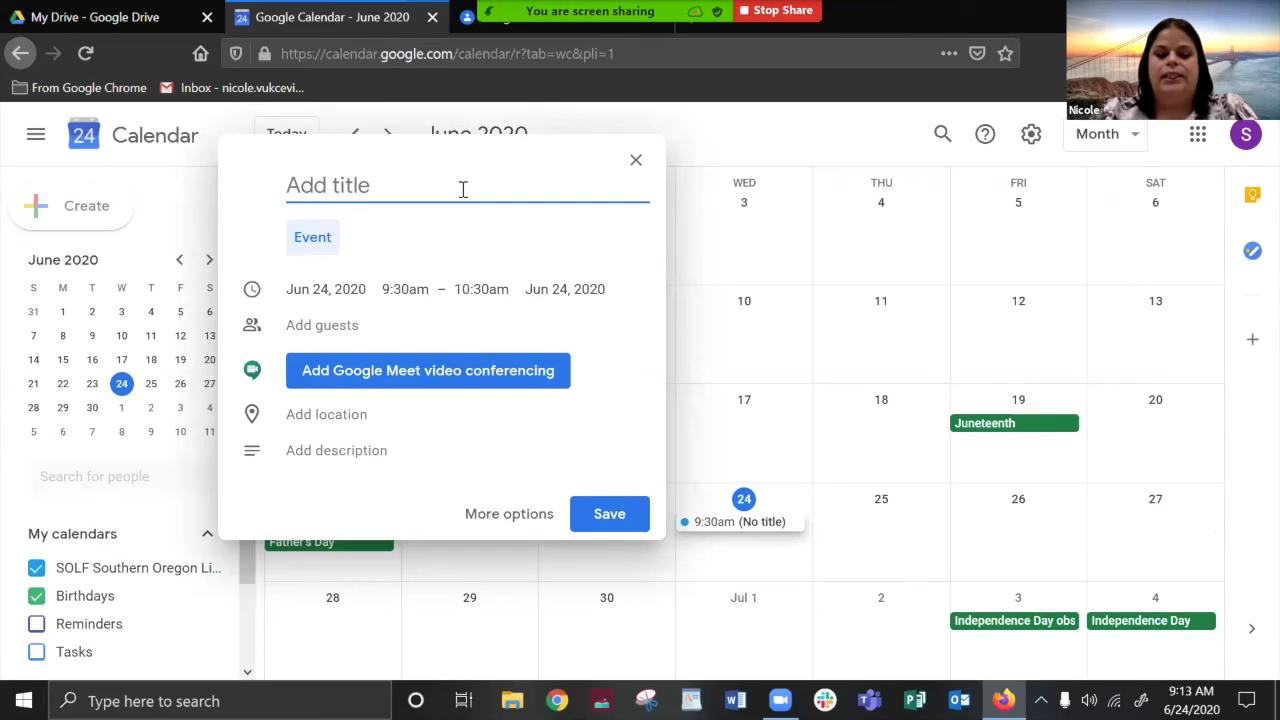 My Drive - Google Drive
Google Calendar - June 2020
You are screen sharing
Stop Share
https://calendar.google.com/calendar/r?tab=wc&pli=1
From Google Chrome
Inbox - nicole.vukcevi...
Nicole
24
Calendar
Today
June 2020
Month
S
Create
June 2020
S M T W T F S
31 1 2 3 4 5 6
7 8 9 10 11 12 13
14 15 16 17 18 19 20
21 22 23 24 25 26 27
28 29 30 1 2 3 4
5 6 7 8 9 10 11
Search for people
My calendars
SOLF Southern Oregon Li...
Birthdays
Reminders
Tasks
Add title
Event
Jun 24, 2020 9:30am – 10:30am Jun 24, 2020
Add guests
Add Google Meet video conferencing
Add location
Add description
More options
Save
WED THU FRI SAT
3 4 5 6
10 11 12 13
17 18 19 20
Juneteenth
24 25 26 27
9:30am (No title)
Father's Day
28 29 30 Jul 1 2 3 4
Independence Day obs
Independence Day
Type here to search
9:13 AM
6/24/2020